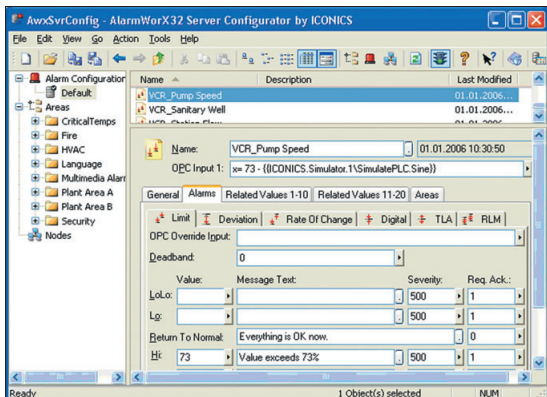 AwxSvrConfig - AlarmWorX32 Server Configurator by ICONICS
File Edit View Go Action Tools Help
Alarm Configuration
Default
Areas
CriticalTemps
Fire
HVAC
Language
Multimedia Alarr
Plant Area A
Plant Area B
Security
Nodes
Name Description Last Modified
VCR_Pump Speed 01.01.2006...
VCR_Sanitary Well 01.01.2006...
Name: VCR_Pump Speed 01.01.2006 10:30:50
OPC Input 1: x= 73 - {{ICONICS.Simulator.1\SimulatePLC.Sine}}
General Alarms Related Values 1-10 Related Values 11-20 Areas
Limit Deviation Rate Of Change Digital TLA RLM
OPC Override Input:
Deadband: 0
Value: Message Text: Severity: Req. Ack.:
LoLo: 500 1
Lo: 500 1
Return To Normal: Everything is OK now. 0
Hi: 73 Value exceeds 73% 500 1
Ready 1 Object(s) selected NUM